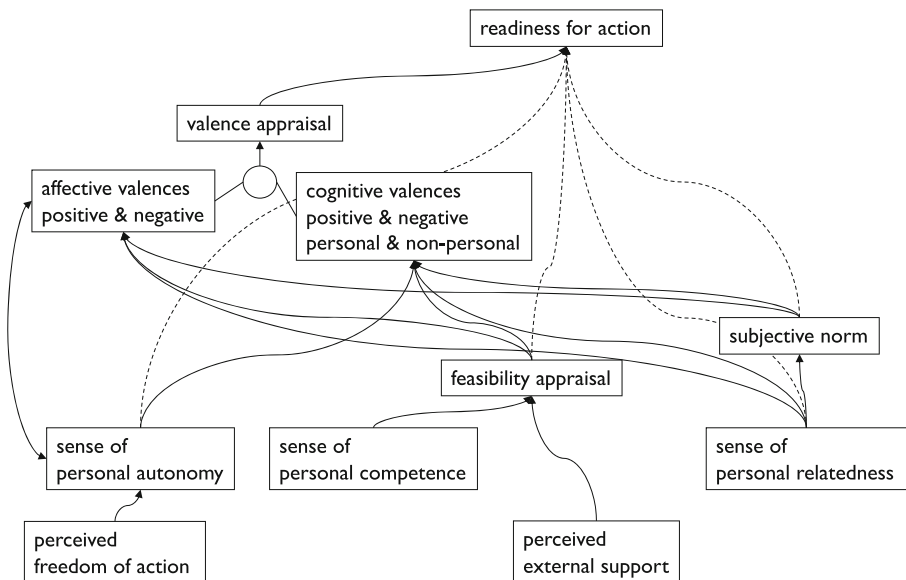 readiness for action
valence appraisal
affective valences
positive & negative
cognitive valences
positive & negative
personal & non-personal
subjective norm
feasibility appraisal
sense of
personal autonomy
sense of
personal competence
sense of
personal relatedness
perceived
freedom of action
perceived
external support